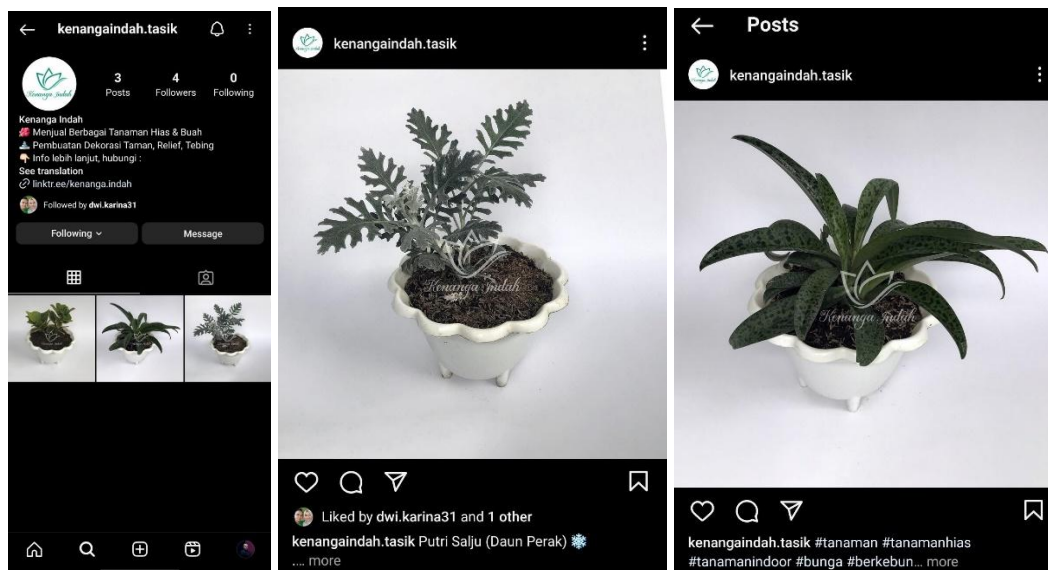 kenangaindah.tasik
Kenanga Indah
3
Posts
4
Followers
0
Following
Kenanga Indah
Menjual Berbagai Tanaman Hias & Buah
Pembuatan Dekorasi Taman, Relief, Tebing
Info lebih lanjut, hubungi :
See translation
linktr.ee/kenanga.indah
Followed by dwi.karina31
Following
Message
kenangaindah.tasik
Kenanga Indah
Liked by dwi.karina31 and 1 other
kenangaindah.tasik Putri Salju (Daun Perak) ❄
.... more
Posts
kenangaindah.tasik
Kenanga Indah
kenangaindah.tasik #tanaman #tanamanhias
#tanamanindoor #bunga #berkebun... more